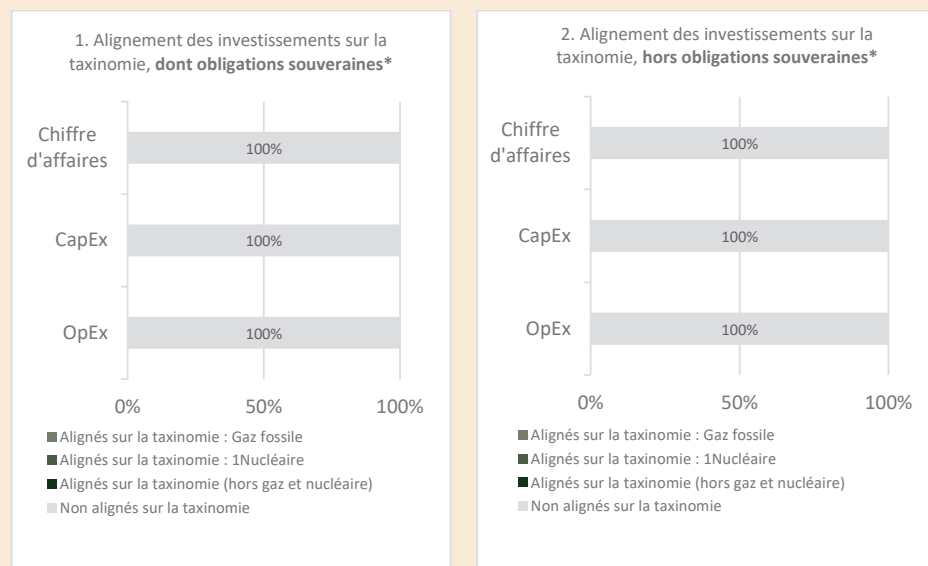 1. Alignement des investissements sur la
taxinomie, dont obligations souveraines*
Chiffre
d'affaires
100%
CapEx
100%
OpEx
100%
0%
50%
100%
Alignés sur la taxinomie : Gaz fossile
Alignés sur la taxinomie : 1Nucléaire
Alignés sur la taxinomie (hors gaz et nucléaire)
Non alignés sur la taxinomie
2. Alignement des investissements sur la
taxinomie, hors obligations souveraines*
Chiffre
d'affaires
100%
CapEx
100%
OpEx
100%
0%
50%
100%
Alignés sur la taxinomie : Gaz fossile
Alignés sur la taxinomie : 1Nucléaire
Alignés sur la taxinomie (hors gaz et nucléaire)
Non alignés sur la taxinomie